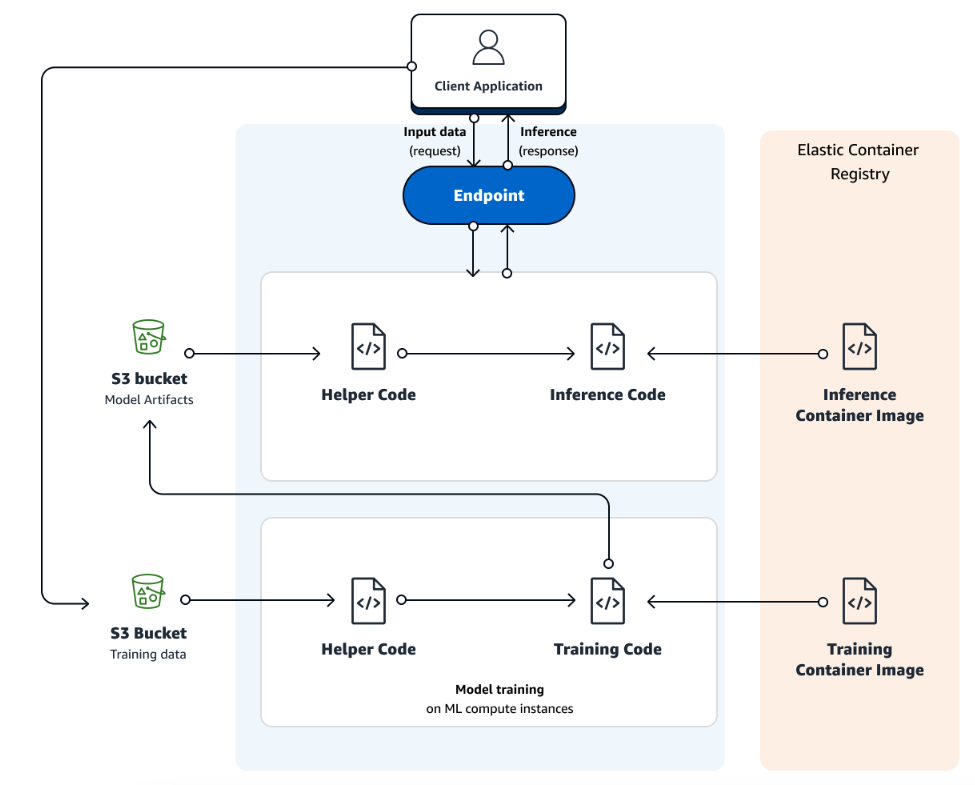 Client Application
Input data
(request)
Inference
(response)
Elastic Container
Registry
Endpoint
S3 bucket
Model Artifacts
</>
Helper Code
</>
Inference Code
</>
Inference
Container Image
S3 Bucket
Training data
</>
Helper Code
</>
Training Code
</>
Training
Container Image
Model training
on ML compute instances